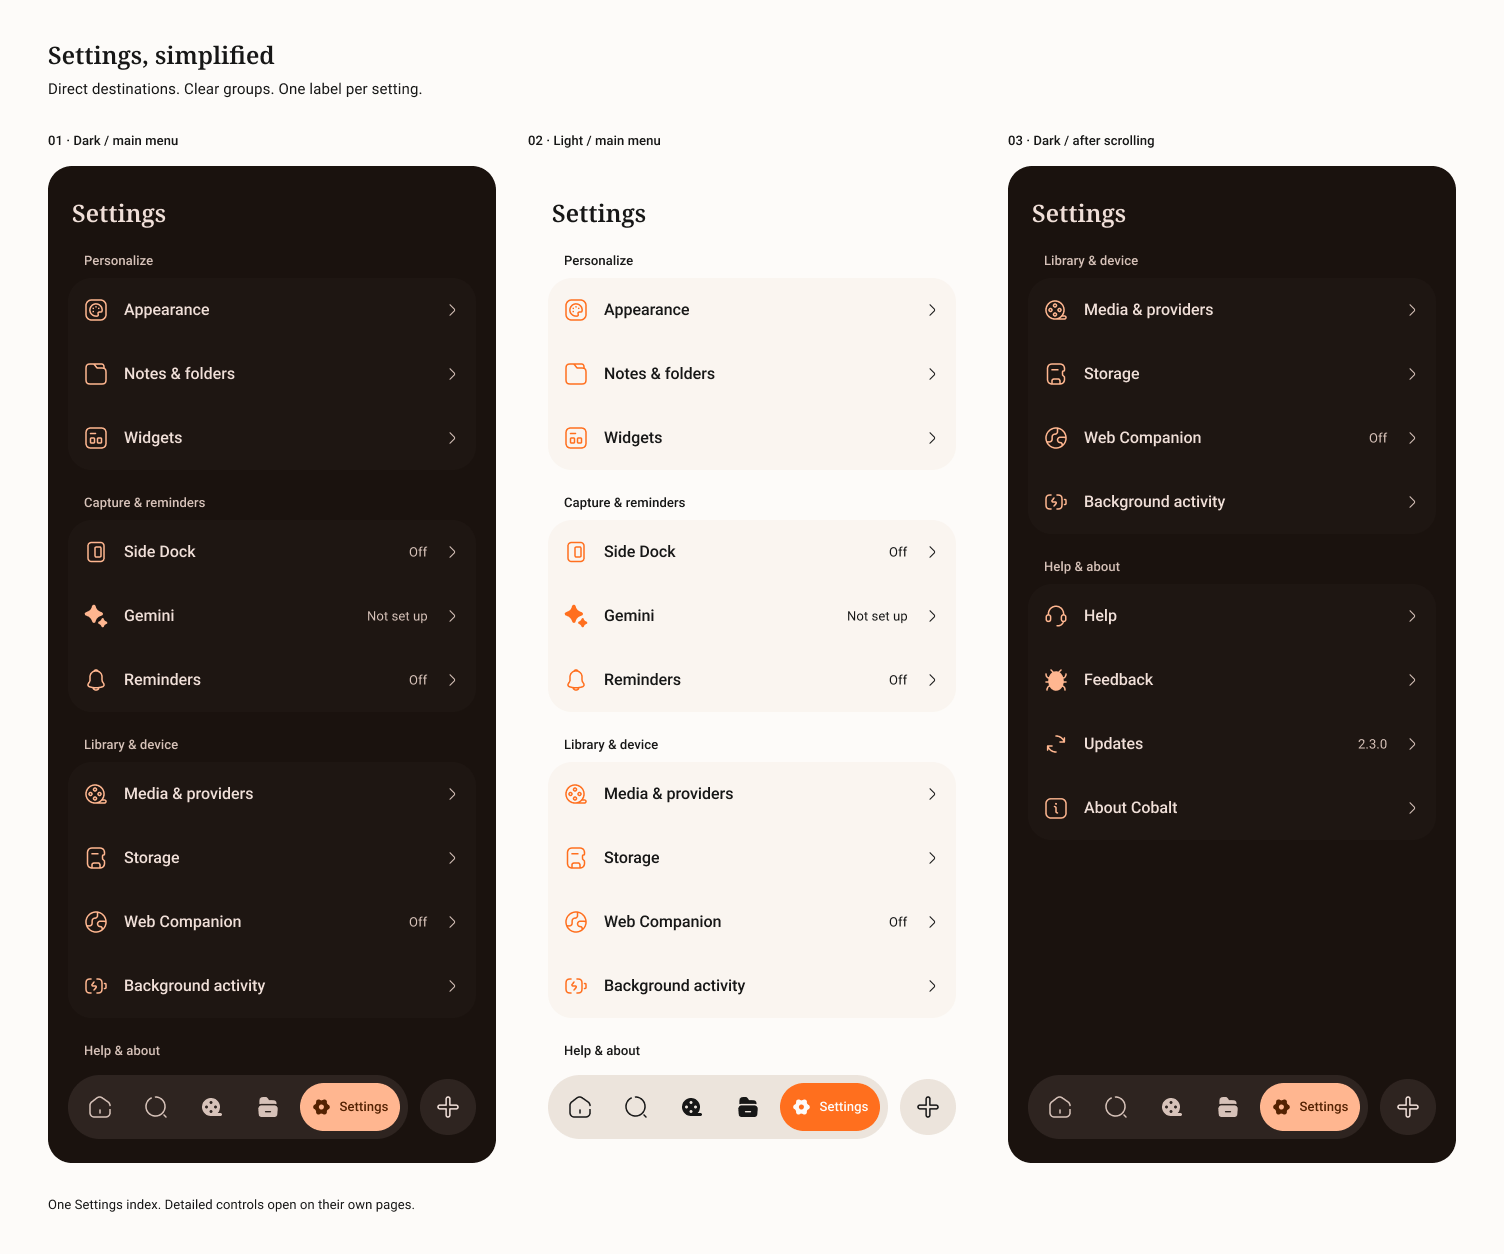 Settings, simplified
Direct destinations. Clear groups. One label per setting.
01 · Dark / main menu
Settings
Personalize
Appearance
Notes & folders
Widgets
Capture & reminders
Side Dock Off
Gemini Not set up
Reminders Off
Library & device
Media & providers
Storage
Web Companion Off
Background activity
Help & about
Settings
02 · Light / main menu
Settings
Personalize
Appearance
Notes & folders
Widgets
Capture & reminders
Side Dock Off
Gemini Not set up
Reminders Off
Library & device
Media & providers
Storage
Web Companion Off
Background activity
Help & about
Settings
03 · Dark / after scrolling
Settings
Library & device
Media & providers
Storage
Web Companion Off
Background activity
Help & about
Help
Feedback
Updates 2.3.0
About Cobalt
Settings
One Settings index. Detailed controls open on their own pages.